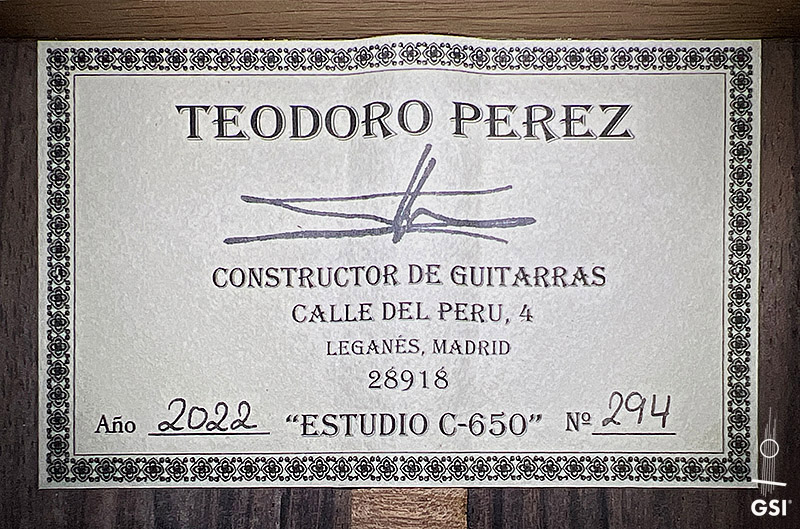 TEODORO PEREZ
CONSTRUCTOR DE GUITARRAS
CALLE DEL PERU, 4
LEGANÉS, MADRID
28918
Año 2022 "ESTUDIO C-650" Nº 294
GSI